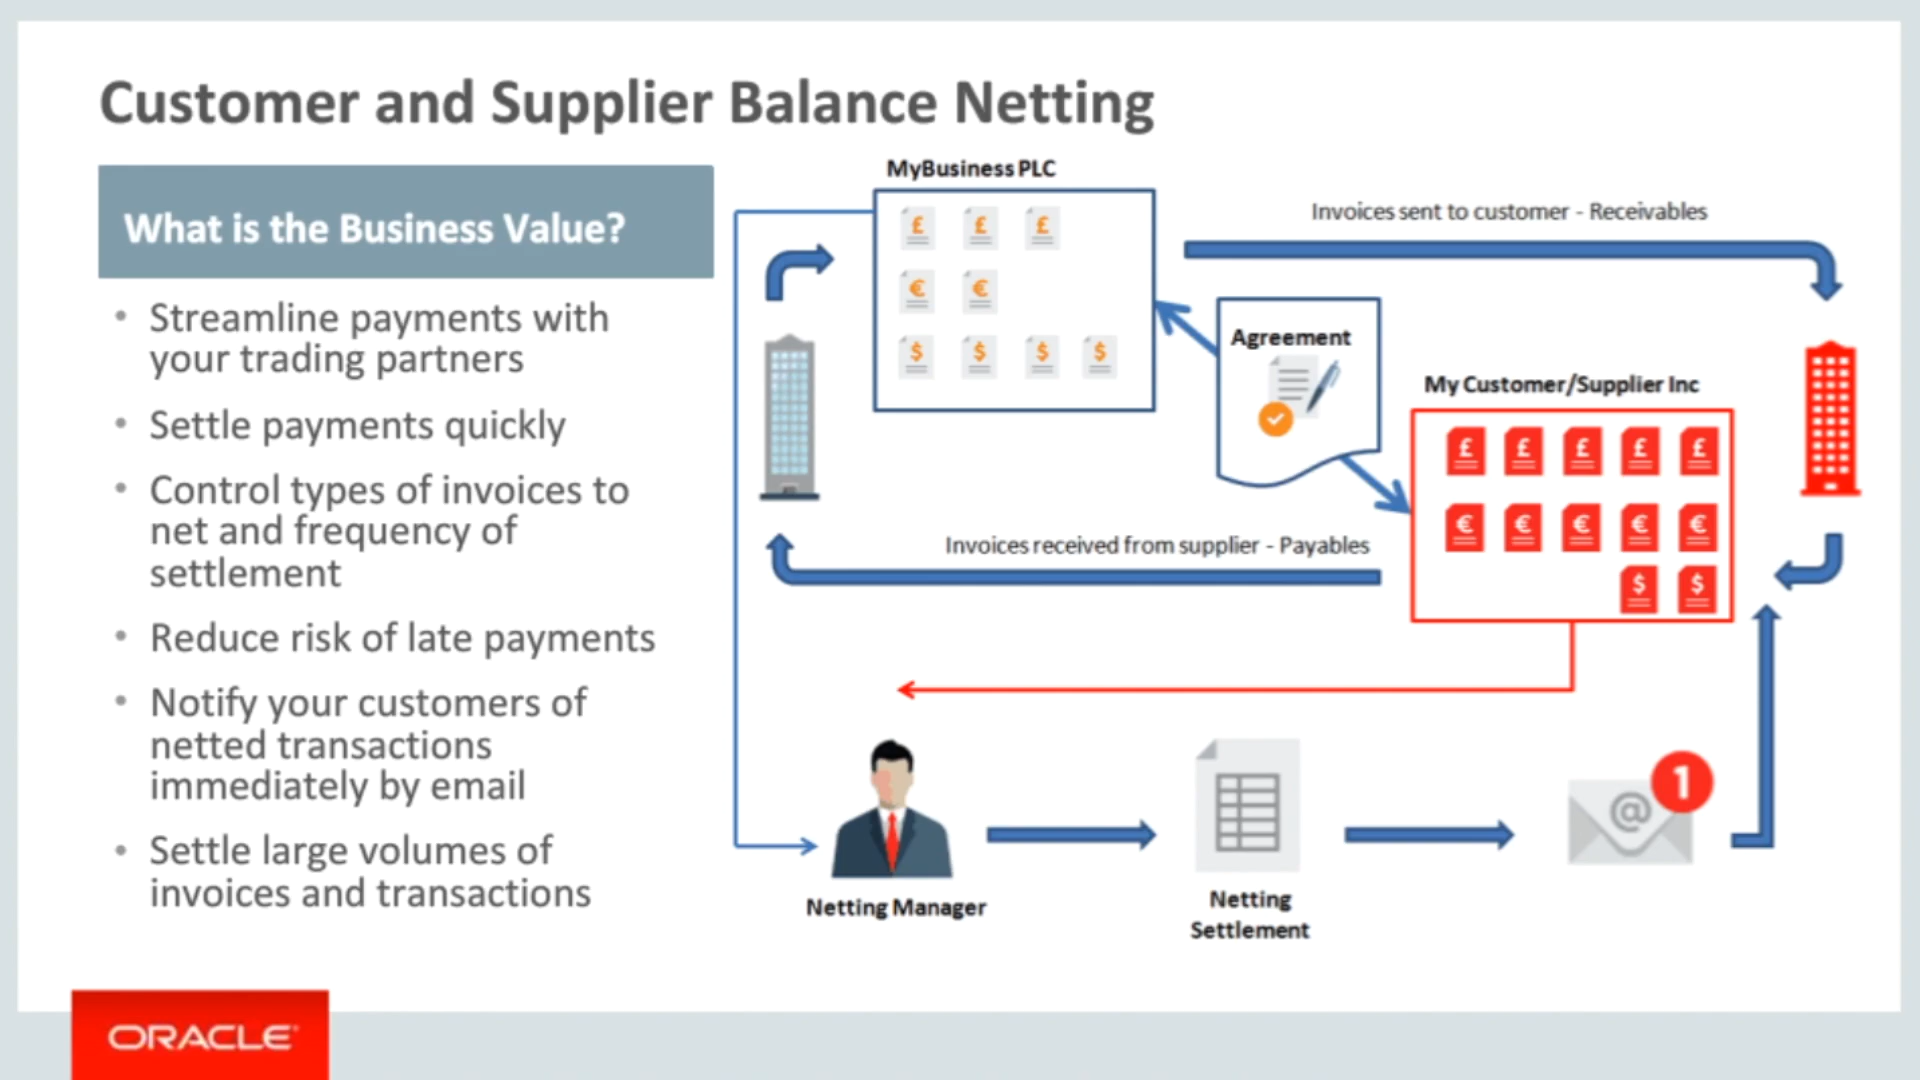 Customer and Supplier Balance Netting
What is the Business Value?
• Streamline payments with
your trading partners
• Settle payments quickly
• Control types of invoices to
net and frequency of
settlement
• Reduce risk of late payments
• Notify your customers of
netted transactions
immediately by email
• Settle large volumes of
invoices and transactions
MyBusiness PLC
£ £ £
€ €
$ $ $ $
Invoices sent to customer - Receivables
Agreement
My Customer/Supplier Inc
£ £ £ £ £
€ € € € €
$ $
Invoices received from supplier - Payables
Netting Manager
Netting
Settlement
@
1
ORACLE®